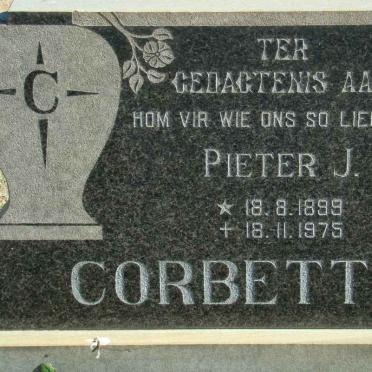 C
TER
GEDAGTENIS AA
HOM VIR WIE ONS SO LIE
PIETER J.
★ 18.8.1899
+ 18.11.1975
CORBETT